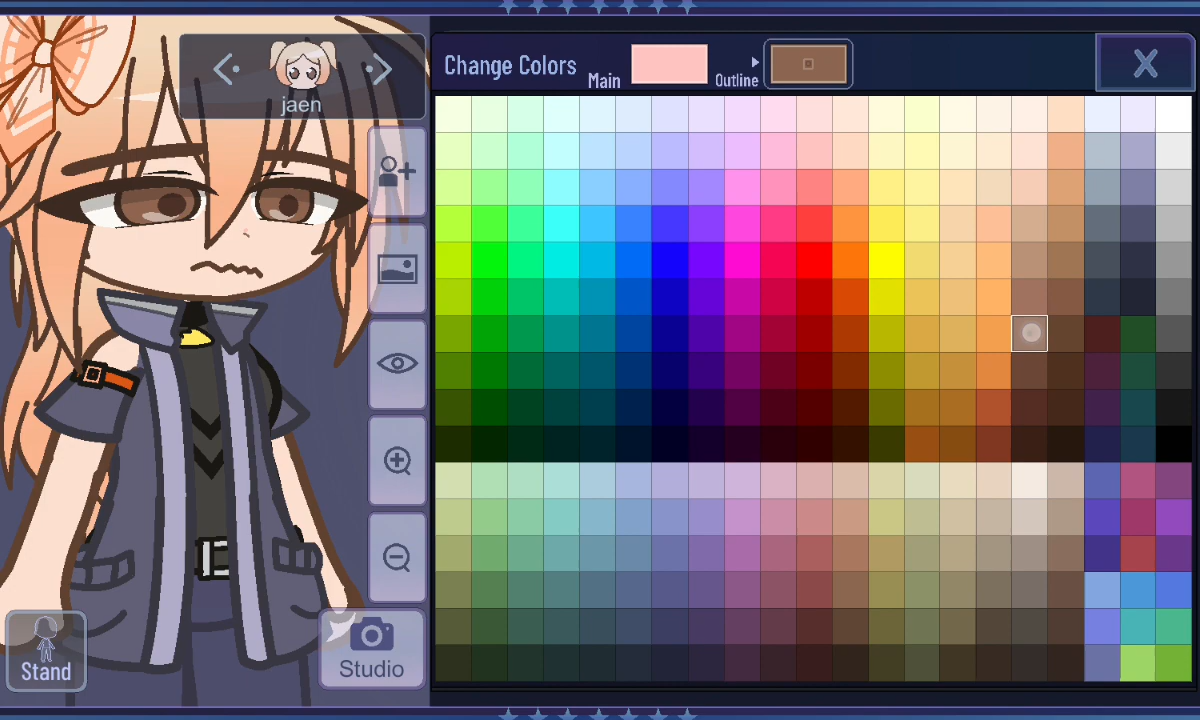 Change Colors
Main
Outline
X
jaen
Stand
Studio